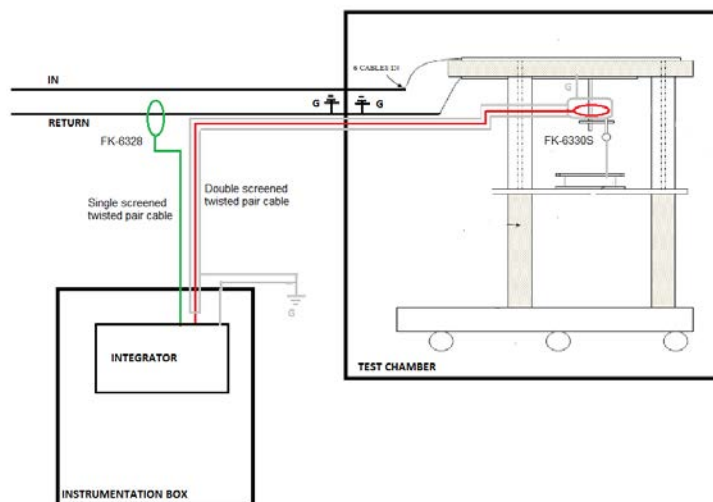 IN
6 CABLES IN
G
G
G
RETURN
FK-6328
FK-6330S
Double screened
twisted pair cable
Single screened
twisted pair cable
G
INTEGRATOR
TEST CHAMBER
INSTRUMENTATION BOX